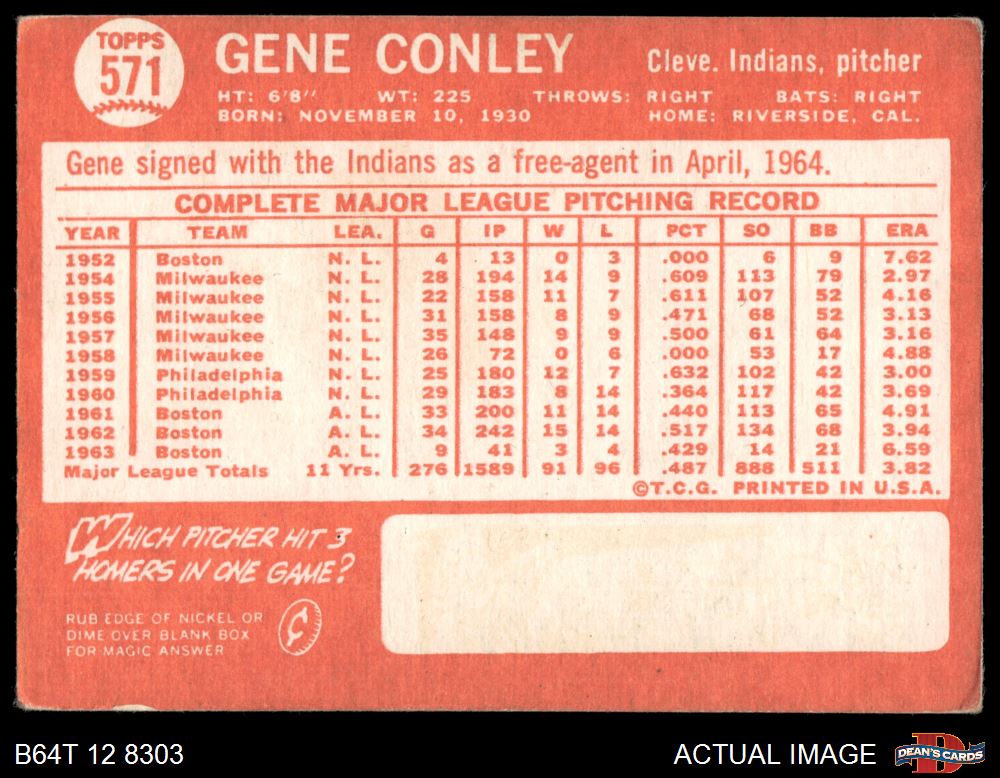 TOPPS
571
GENE CONLEY
Cleve. Indians, pitcher
HT: 6'8" WT: 225 THROWS: RIGHT BATS: RIGHT
BORN: NOVEMBER 10, 1930 HOME: RIVERSIDE, CAL.
Gene signed with the Indians as a free-agent in April, 1964.
COMPLETE MAJOR LEAGUE PITCHING RECORD
YEAR TEAM LEA. G IP W L PCT SO BB ERA
1952 Boston N. L. 4 13 0 3 .000 6 9 7.62
1954 Milwaukee N. L. 28 194 14 9 .609 113 79 2.97
1955 Milwaukee N. L. 22 158 11 7 .611 107 52 4.16
1956 Milwaukee N. L. 31 158 8 9 .471 68 52 3.13
1957 Milwaukee N. L. 35 148 9 9 .500 61 64 3.16
1958 Milwaukee N. L. 26 72 0 6 .000 53 17 4.88
1959 Philadelphia N. L. 25 180 12 7 .632 102 42 3.00
1960 Philadelphia N. L. 29 183 8 14 .364 117 42 3.69
1961 Boston A. L. 33 200 11 14 .440 113 65 4.91
1962 Boston A. L. 34 242 15 14 .517 134 68 3.94
1963 Boston A. L. 9 41 3 4 .429 14 21 6.59
Major League Totals 11 Yrs. 276 1589 91 96 .487 888 511 3.82
©T.C.G. PRINTED IN U.S.A.
WHICH PITCHER HIT 3
HOMERS IN ONE GAME?
RUB EDGE OF NICKEL OR
DIME OVER BLANK BOX
FOR MAGIC ANSWER
¢
B64T 12 8303
ACTUAL IMAGE
DEAN'S CARDS